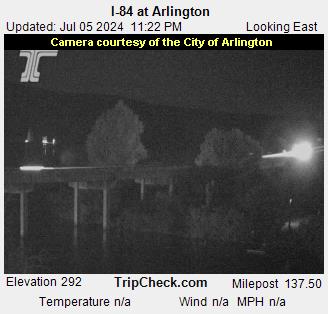 I-84 at Arlington
Updated: Jul 05 2024 11:22 PM Looking East
Camera courtesy of the City of Arlington
Elevation 292 TripCheck.com Milepost 137.50
Temperature n/a Wind n/a MPH n/a